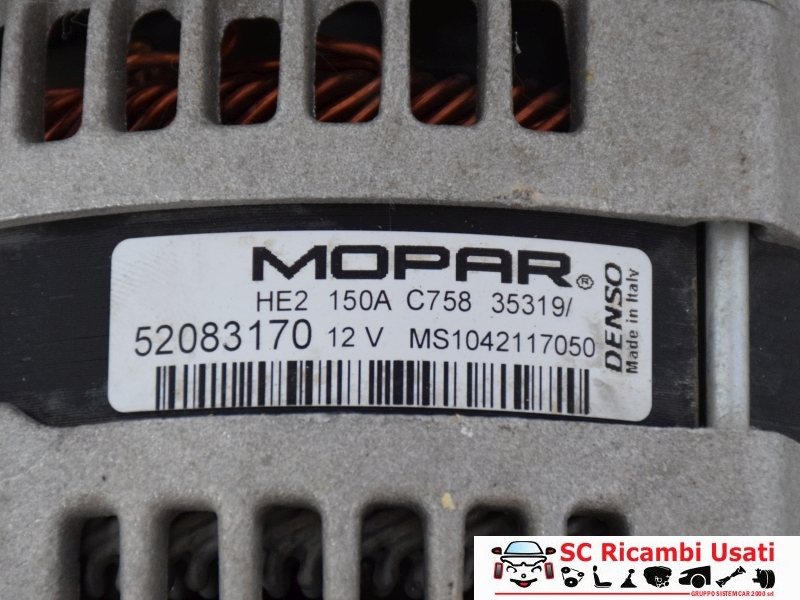 MOPAR®
HE2 150A C758 35319/
52083170 12 V MS1042117050
DENSO
Made in Italy
SC Ricambi Usati
GRUPPO SISTEMCAR 2000 srl